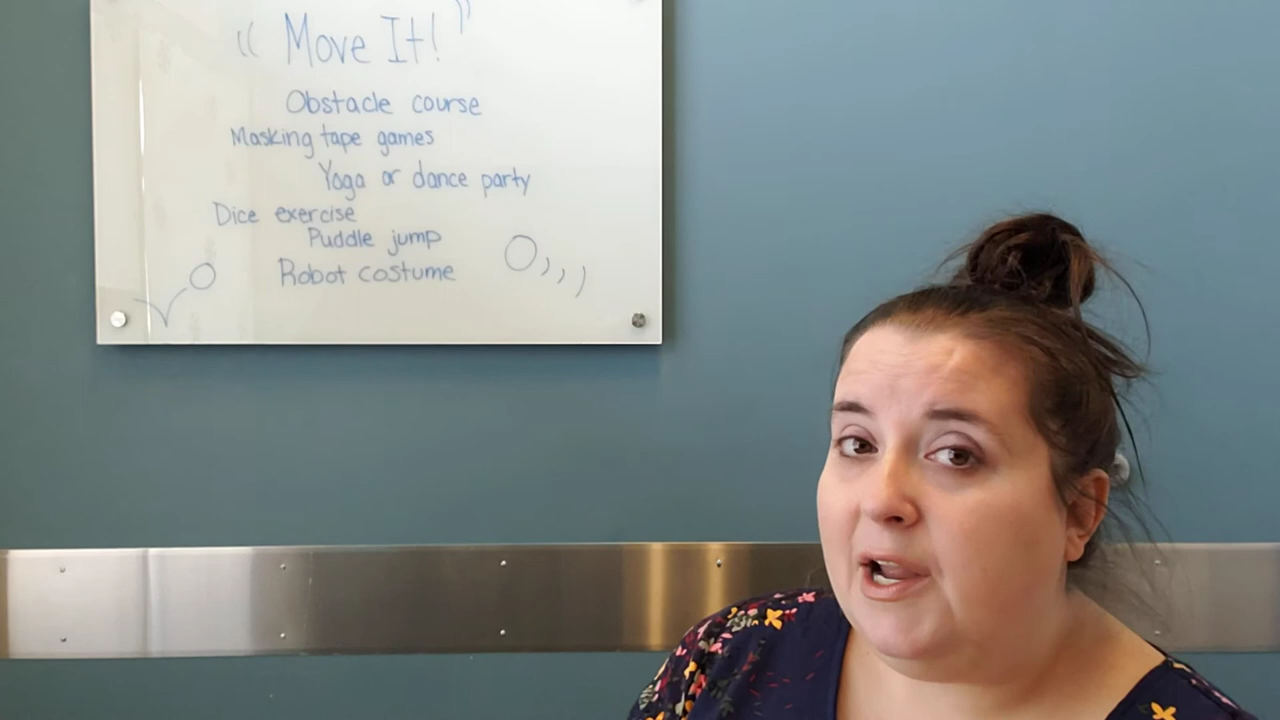 "Move It!"
Obstacle course
Masking tape games
Yoga or dance party
Dice exercise
Puddle jump
Robot costume